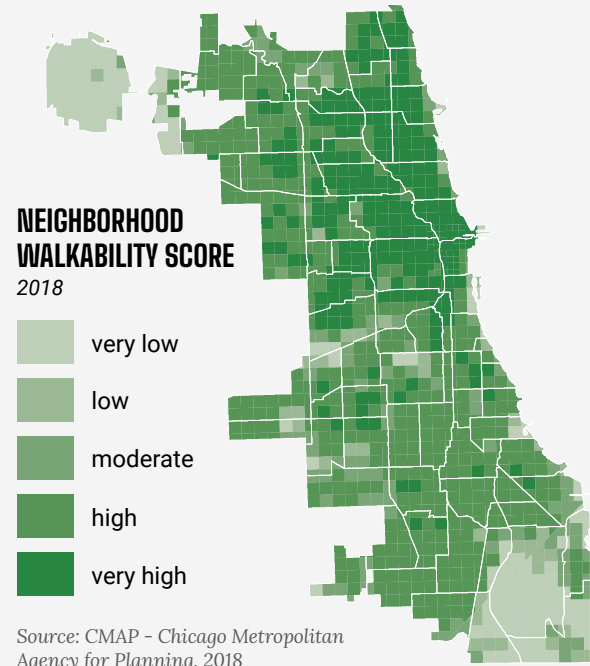 NEIGHBORHOOD
WALKABILITY SCORE
2018
very low
low
moderate
high
very high
Source: CMAP - Chicago Metropolitan
Agency for Planning, 2018